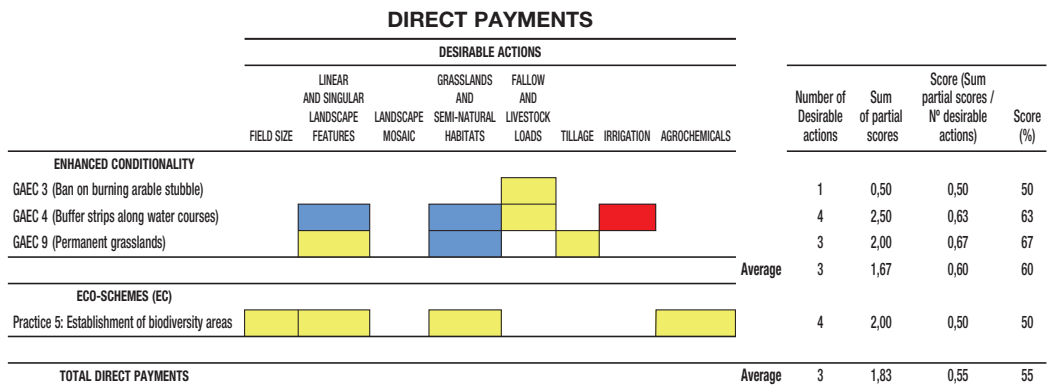 DIRECT PAYMENTS
DESIRABLE ACTIONS
FIELD SIZE
LINEAR
AND SINGULAR
LANDSCAPE
FEATURES
LANDSCAPE
MOSAIC
GRASSLANDS
AND
SEMI-NATURAL
HABITATS
FALLOW
AND
LIVESTOCK
LOADS
TILLAGE
IRRIGATION
AGROCHEMICALS
Number of
Desirable
actions
Sum
of partial
scores
Score (Sum
partial scores /
Nº desirable
actions)
Score
(%)
ENHANCED CONDITIONALITY
GAEC 3 (Ban on burning arable stubble) 1 0,50 0,50 50
GAEC 4 (Buffer strips along water courses) 4 2,50 0,63 63
GAEC 9 (Permanent grasslands) 3 2,00 0,67 67
Average 3 1,67 0,60 60
ECO-SCHEMES (EC)
Practice 5: Establishment of biodiversity areas 4 2,00 0,50 50
TOTAL DIRECT PAYMENTS Average 3 1,83 0,55 55